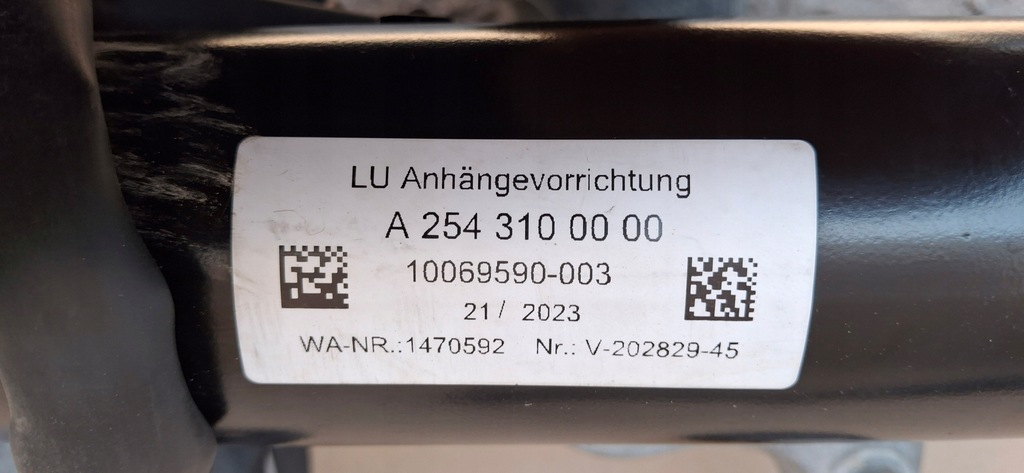 LU Anhängevorrichtung
A 254 310 00 00
10069590-003
21/ 2023
WA-NR.:1470592 Nr.: V-202829-45